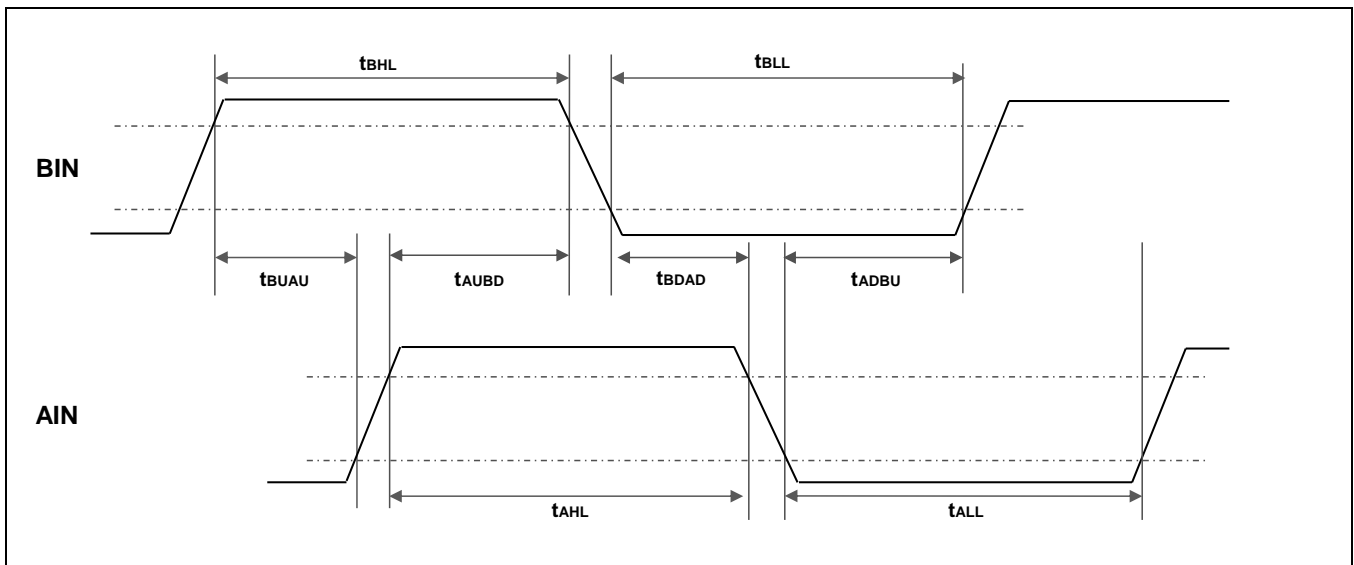 tBHL
tBLL
BIN
tBUAU
tAUBD
tBDAD
tADBU
AIN
tAHL
tALL